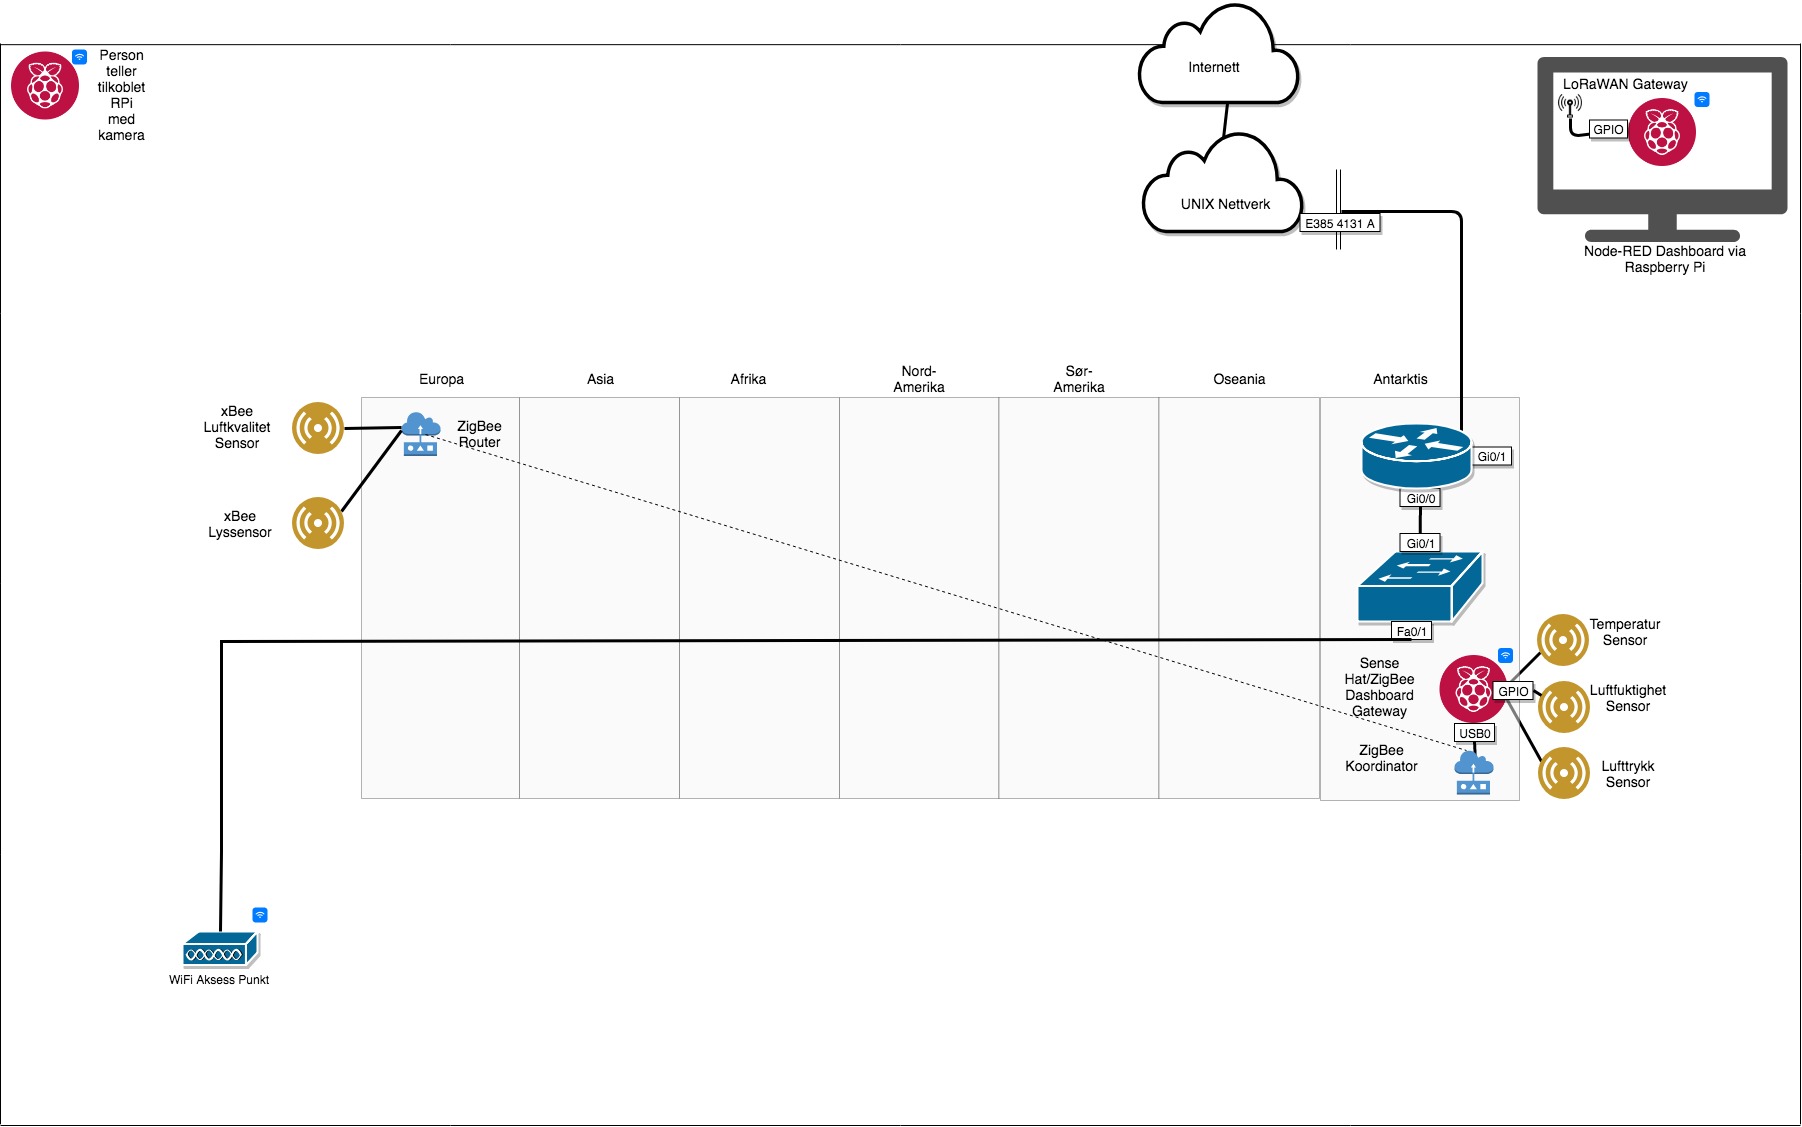 Person
teller
tilkoblet
RPi
med
kamera
Internett
UNIX Nettverk
E385 4131 A
LoRaWAN Gateway
GPIO
Node-RED Dashboard via
Raspberry Pi
Europa
Asia
Afrika
Nord-
Amerika
Sør-
Amerika
Oseania
Antarktis
xBee
Luftkvalitet
Sensor
ZigBee
Router
xBee
Lyssensor
Gi0/1
Gi0/0
Gi0/1
Fa0/1
Sense
Hat/ZigBee
Dashboard
Gateway
GPIO
USB0
ZigBee
Koordinator
Temperatur
Sensor
Luftfuktighet
Sensor
Lufttrykk
Sensor
WiFi Aksess Punkt